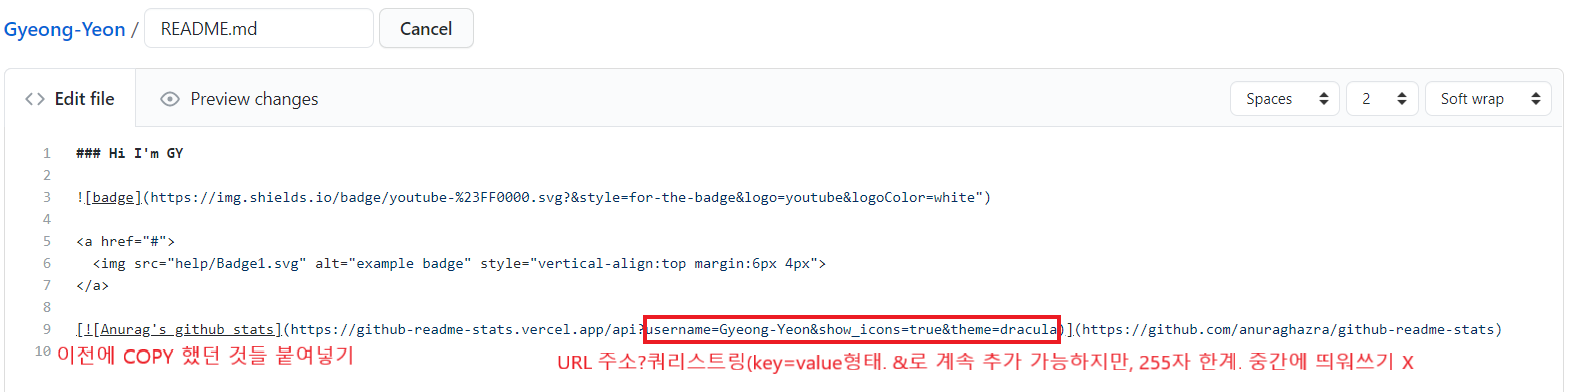 Gyeong-Yeon / README.md Cancel
<> Edit file Preview changes Spaces 2 Soft wrap
1 ### Hi I'm GY
2
3 ![badge](https://img.shields.io/badge/youtube-%23FF0000.svg?&style=for-the-badge&logo=youtube&logoColor=white")
4
5 <a href="#">
6 <img src="help/Badge1.svg" alt="example badge" style="vertical-align:top margin:6px 4px">
7 </a>
8
9 [![Anurag's github stats](https://github-readme-stats.vercel.app/api?username=Gyeong-Yeon&show_icons=true&theme=dracula)](https://github.com/anuraghazra/github-readme-stats)
10 이전에 COPY 했던 것들 붙여넣기
URL 주소?쿼리스트링(key=value형태. &로 계속 추가 가능하지만, 255자 한계. 중간에 띄워쓰기 X